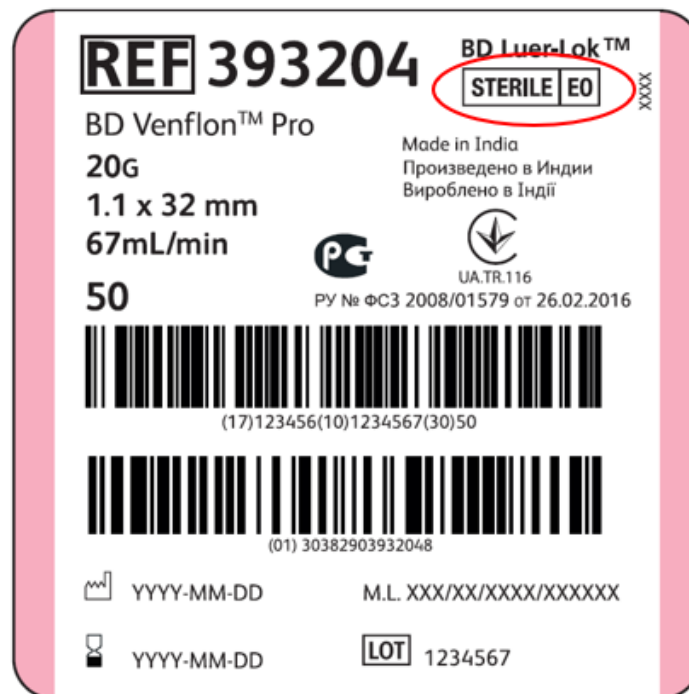 REF 393204
BD Luer-Lok™
STERILE EO
XXXX
BD Venflon™ Pro
20G
1.1 x 32 mm
67mL/min
50
Made in India
Произведено в Индии
Вироблено в Індії
РСТ
UA.TR.116
РУ № ФСЗ 2008/01579 от 26.02.2016
(17)123456(10)1234567(30)50
(01) 30382903932048
YYYY-MM-DD
M.L. XXX/XX/XXXX/XXXXXX
YYYY-MM-DD
LOT 1234567